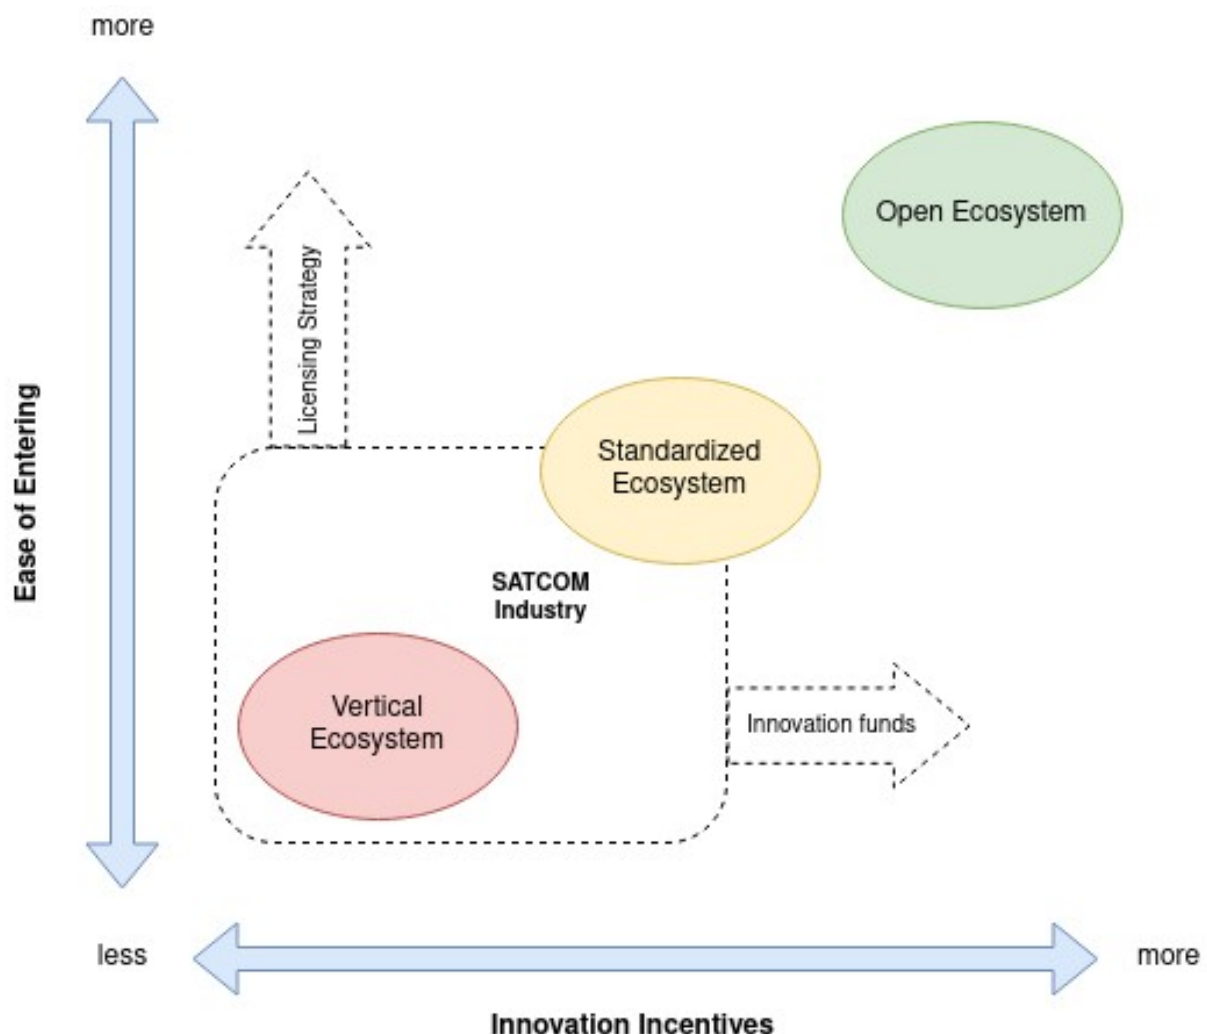 more
Open Ecosystem
Licensing Strategy
Ease of Entering
Standardized
Ecosystem
SATCOM
Industry
Vertical
Ecosystem
Innovation funds
less
more
Innovation Incentives